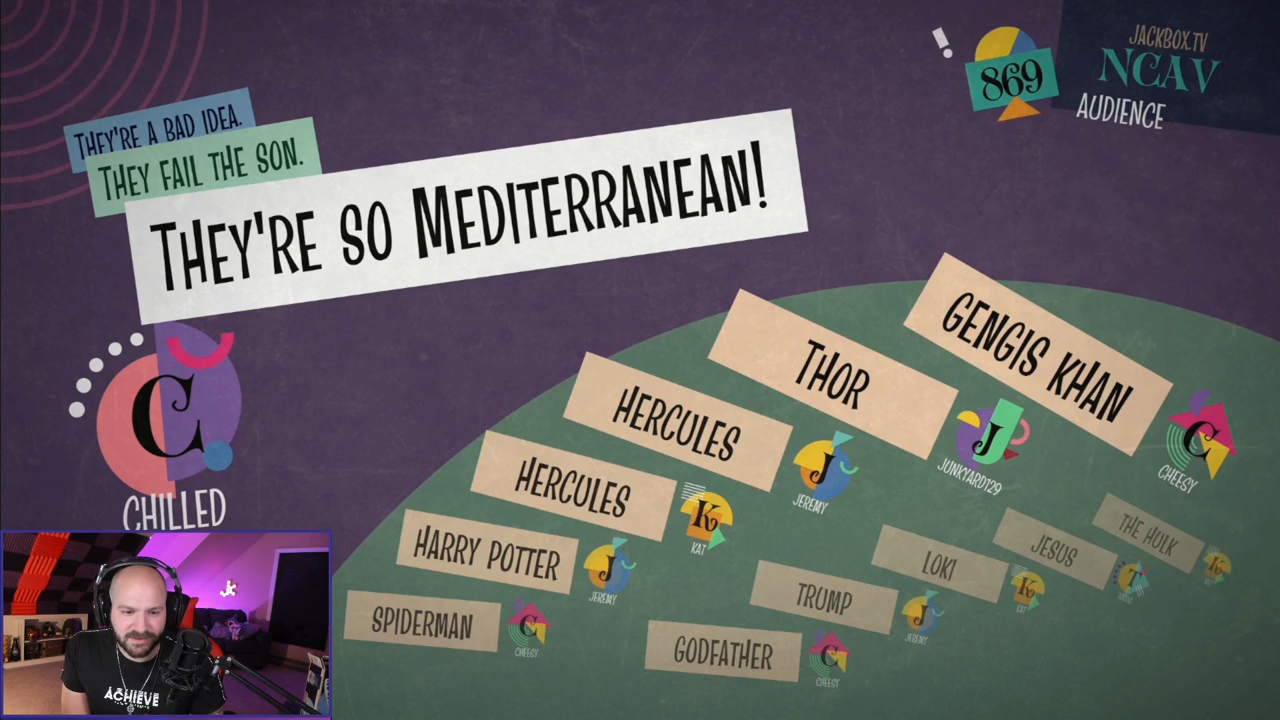 JACKBOX.TV
NCAV
AUDIENCE
869
!
THEY'RE A BAD IDEA.
THEY FAIL THE SON.
THEY'RE SO MEDITERRANEAN!
C
CHILLED
GENGIS KHAN
C
CHEESY
THOR
J
JUNKYARD129
HERCULES
J
JEREMY
HERCULES
K
KAT
HARRY POTTER
J
JEREMY
SPIDERMAN
C
CHEESY
THE HULK
K
JESUS
LOKI
K
KAT
TRUMP
J
JEREMY
GODFATHER
C
CHEESY
ACHIEVE